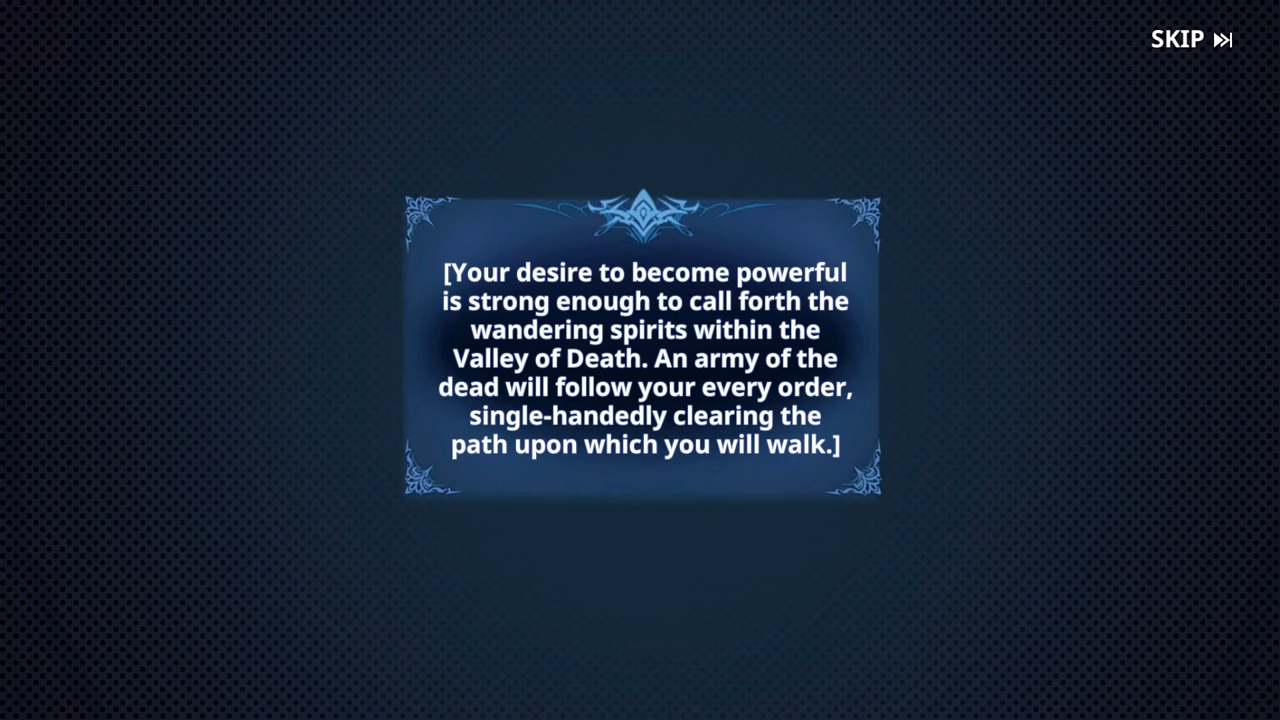 SKIP
[Your desire to become powerful
is strong enough to call forth the
wandering spirits within the
Valley of Death. An army of the
dead will follow your every order,
single-handedly clearing the
path upon which you will walk.]